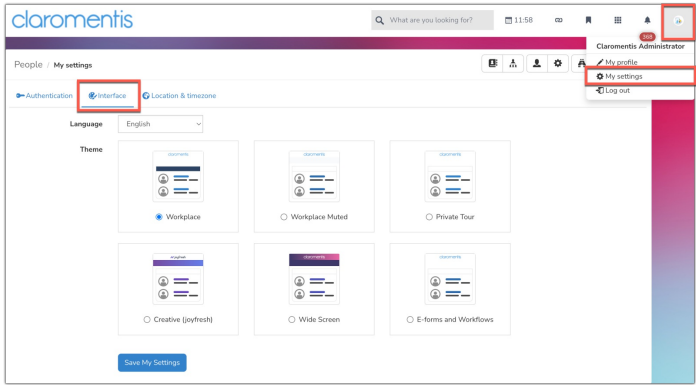 claromentis
What are you looking for?
11:58
368
Claromentis Administrator
My profile
My settings
Log out
People / My settings
Authentication
Interface
Location & timezone
Language
English
Theme
claromentis
claromentis
claromentis
Workplace
Workplace Muted
Private Tour
joyfresh
claromentis
claromentis
Creative (joyfresh)
Wide Screen
E-forms and Workflows
Save My Settings